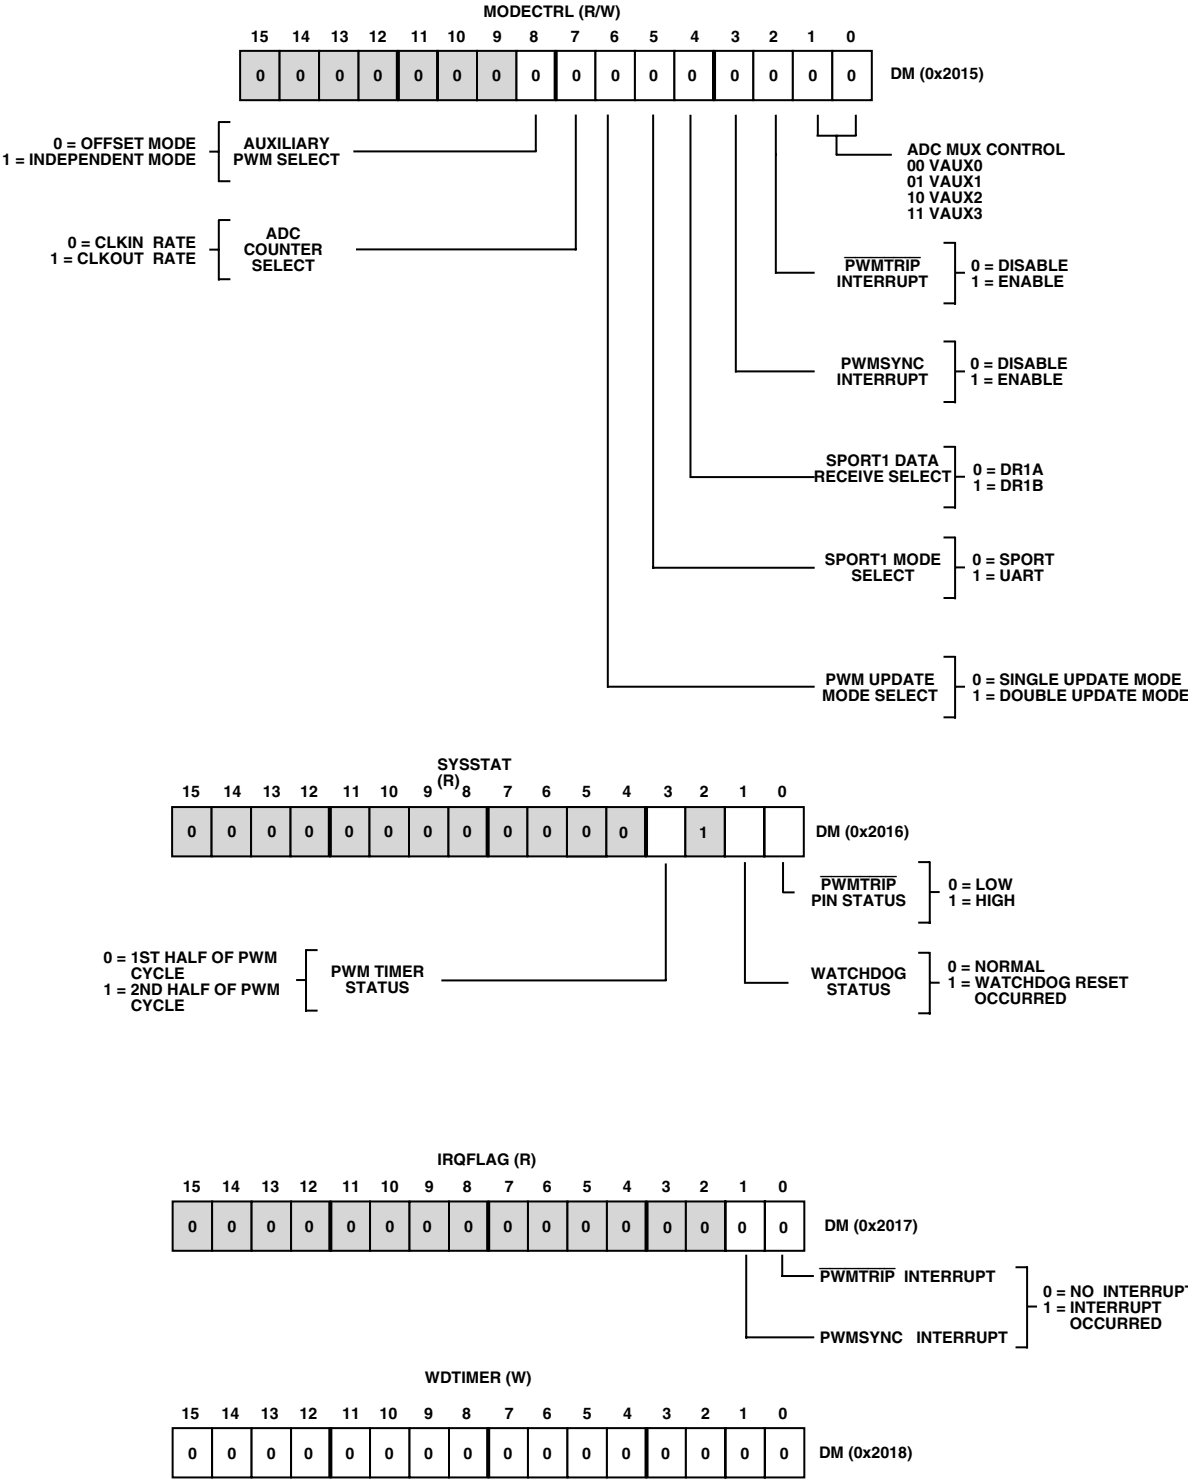 MODECTRL (R/W)
15 14 13 12 11 10 9 8 7 6 5 4 3 2 1 0
0 0 0 0 0 0 0 0 0 0 0 0 0 0 0 0 DM (0x2015)
0 = OFFSET MODE
1 = INDEPENDENT MODE
AUXILIARY
PWM SELECT
ADC MUX CONTROL
00 VAUX0
01 VAUX1
10 VAUX2
11 VAUX3
0 = CLKIN RATE
1 = CLKOUT RATE
ADC
COUNTER
SELECT
PWMTRIP
INTERRUPT
0 = DISABLE
1 = ENABLE
PWMSYNC
INTERRUPT
0 = DISABLE
1 = ENABLE
SPORT1 DATA
RECEIVE SELECT
0 = DR1A
1 = DR1B
SPORT1 MODE
SELECT
0 = SPORT
1 = UART
PWM UPDATE
MODE SELECT
0 = SINGLE UPDATE MODE
1 = DOUBLE UPDATE MODE
SYSSTAT
(R)
15 14 13 12 11 10 9 8 7 6 5 4 3 2 1 0
0 0 0 0 0 0 0 0 0 0 0 0 1 DM (0x2016)
PWMTRIP
PIN STATUS
0 = LOW
1 = HIGH
0 = 1ST HALF OF PWM
CYCLE
1 = 2ND HALF OF PWM
CYCLE
PWM TIMER
STATUS
WATCHDOG
STATUS
0 = NORMAL
1 = WATCHDOG RESET
OCCURRED
IRQFLAG (R)
15 14 13 12 11 10 9 8 7 6 5 4 3 2 1 0
0 0 0 0 0 0 0 0 0 0 0 0 0 0 0 0 DM (0x2017)
PWMTRIP INTERRUPT
PWMSYNC INTERRUPT
0 = NO INTERRUPT
1 = INTERRUPT
OCCURRED
WDTIMER (W)
15 14 13 12 11 10 9 8 7 6 5 4 3 2 1 0
0 0 0 0 0 0 0 0 0 0 0 0 0 0 0 0 DM (0x2018)